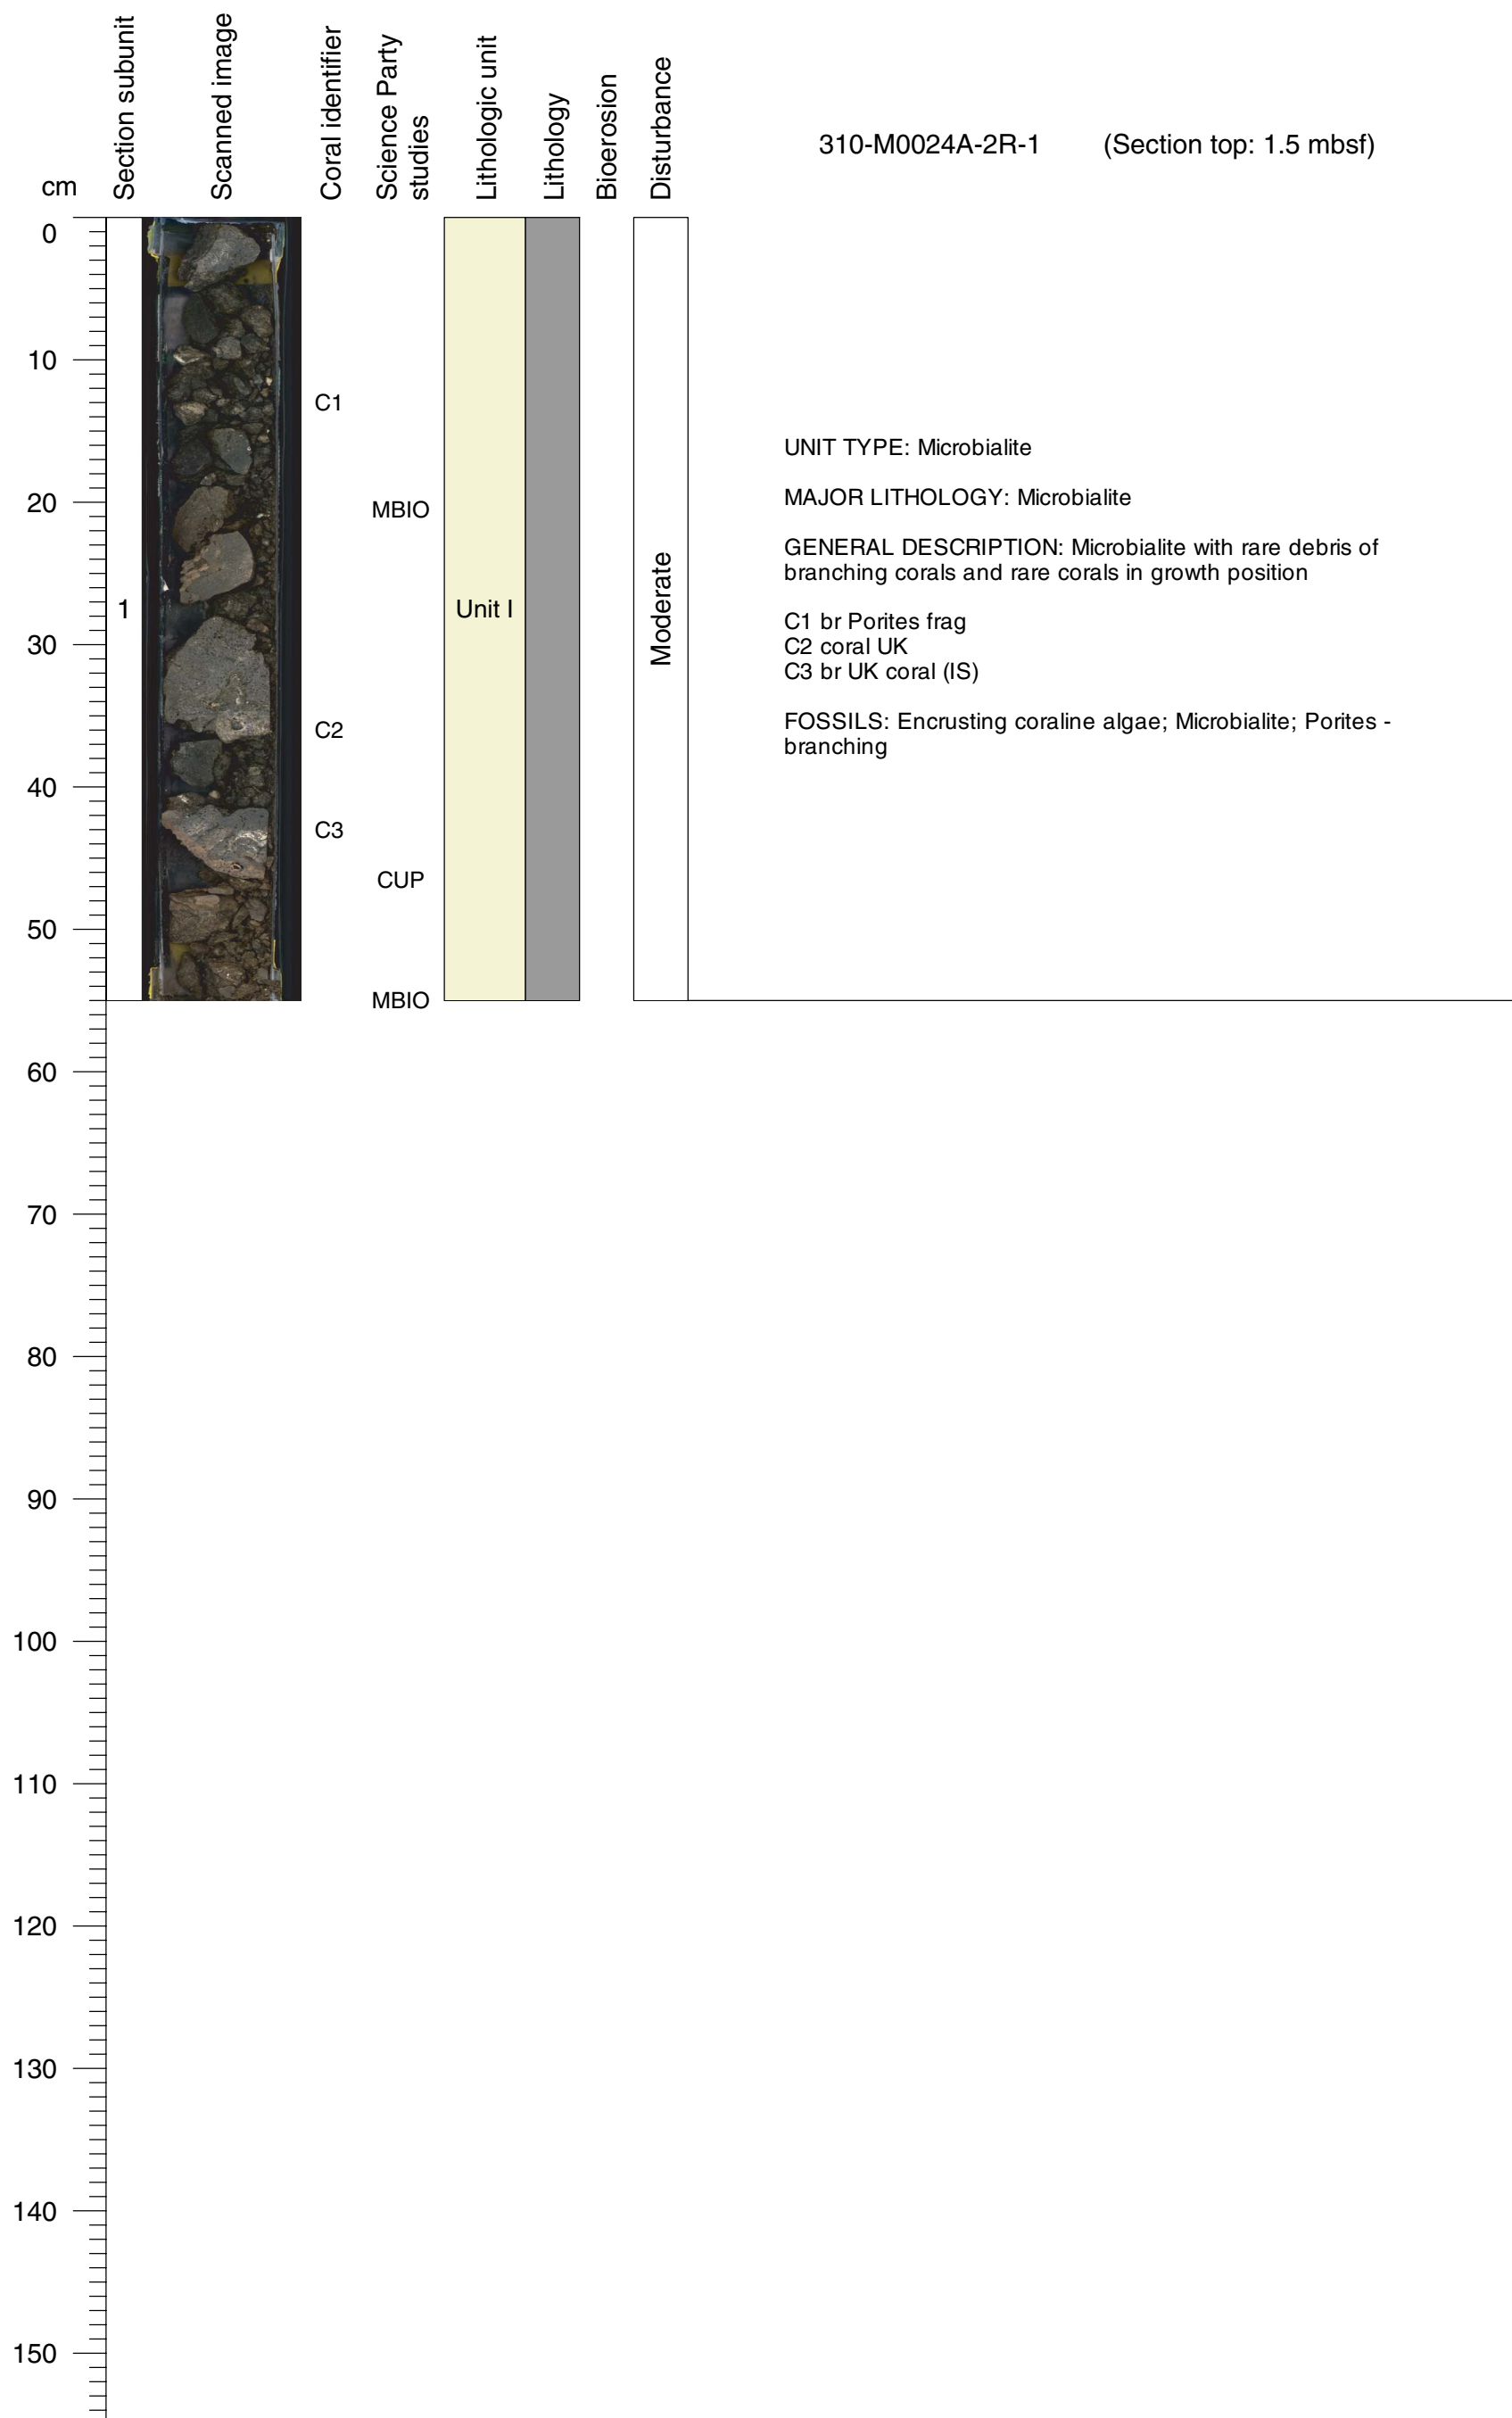 Section subunit
Scanned image
Coral identifier
Science Party
studies
Lithologic unit
Lithology
Bioerosion
Disturbance
310-M0024A-2R-1 (Section top: 1.5 mbsf)
cm
0
10
C1
UNIT TYPE: Microbialite
20
MBIO
MAJOR LITHOLOGY: Microbialite
GENERAL DESCRIPTION: Microbialite with rare debris of
branching corals and rare corals in growth position
1
Unit I
Moderate
C1 br Porites frag
30
C2 coral UK
C3 br UK coral (IS)
C2
FOSSILS: Encrusting coraline algae; Microbialite; Porites -
branching
40
C3
CUP
50
MBIO
60
70
80
90
100
110
120
130
140
150